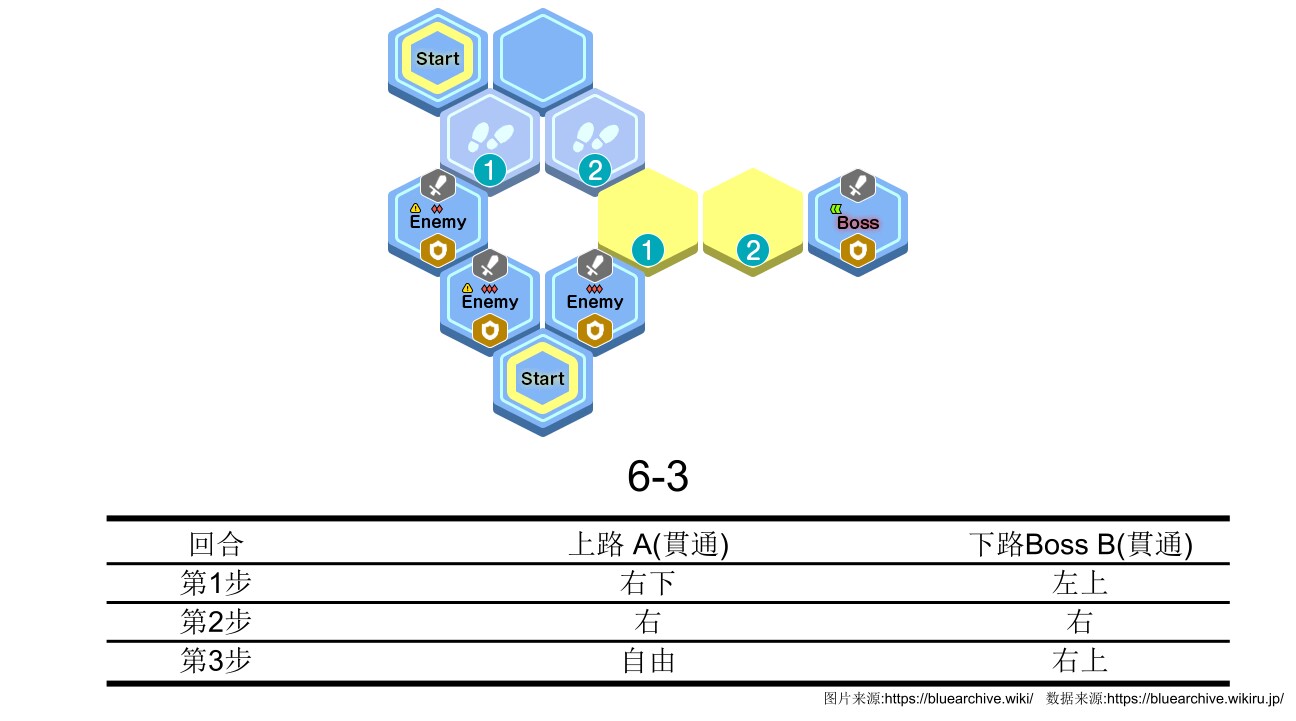 Start
1 2
Enemy 1 2 Boss
Enemy Enemy
Start
6-3
回合 上路 A(貫通) 下路Boss B(貫通)
第1步 右下 左上
第2步 右 右
第3步 自由 右上
图片来源:https://bluearchive.wiki/ 数据来源:https://bluearchive.wikiru.jp/